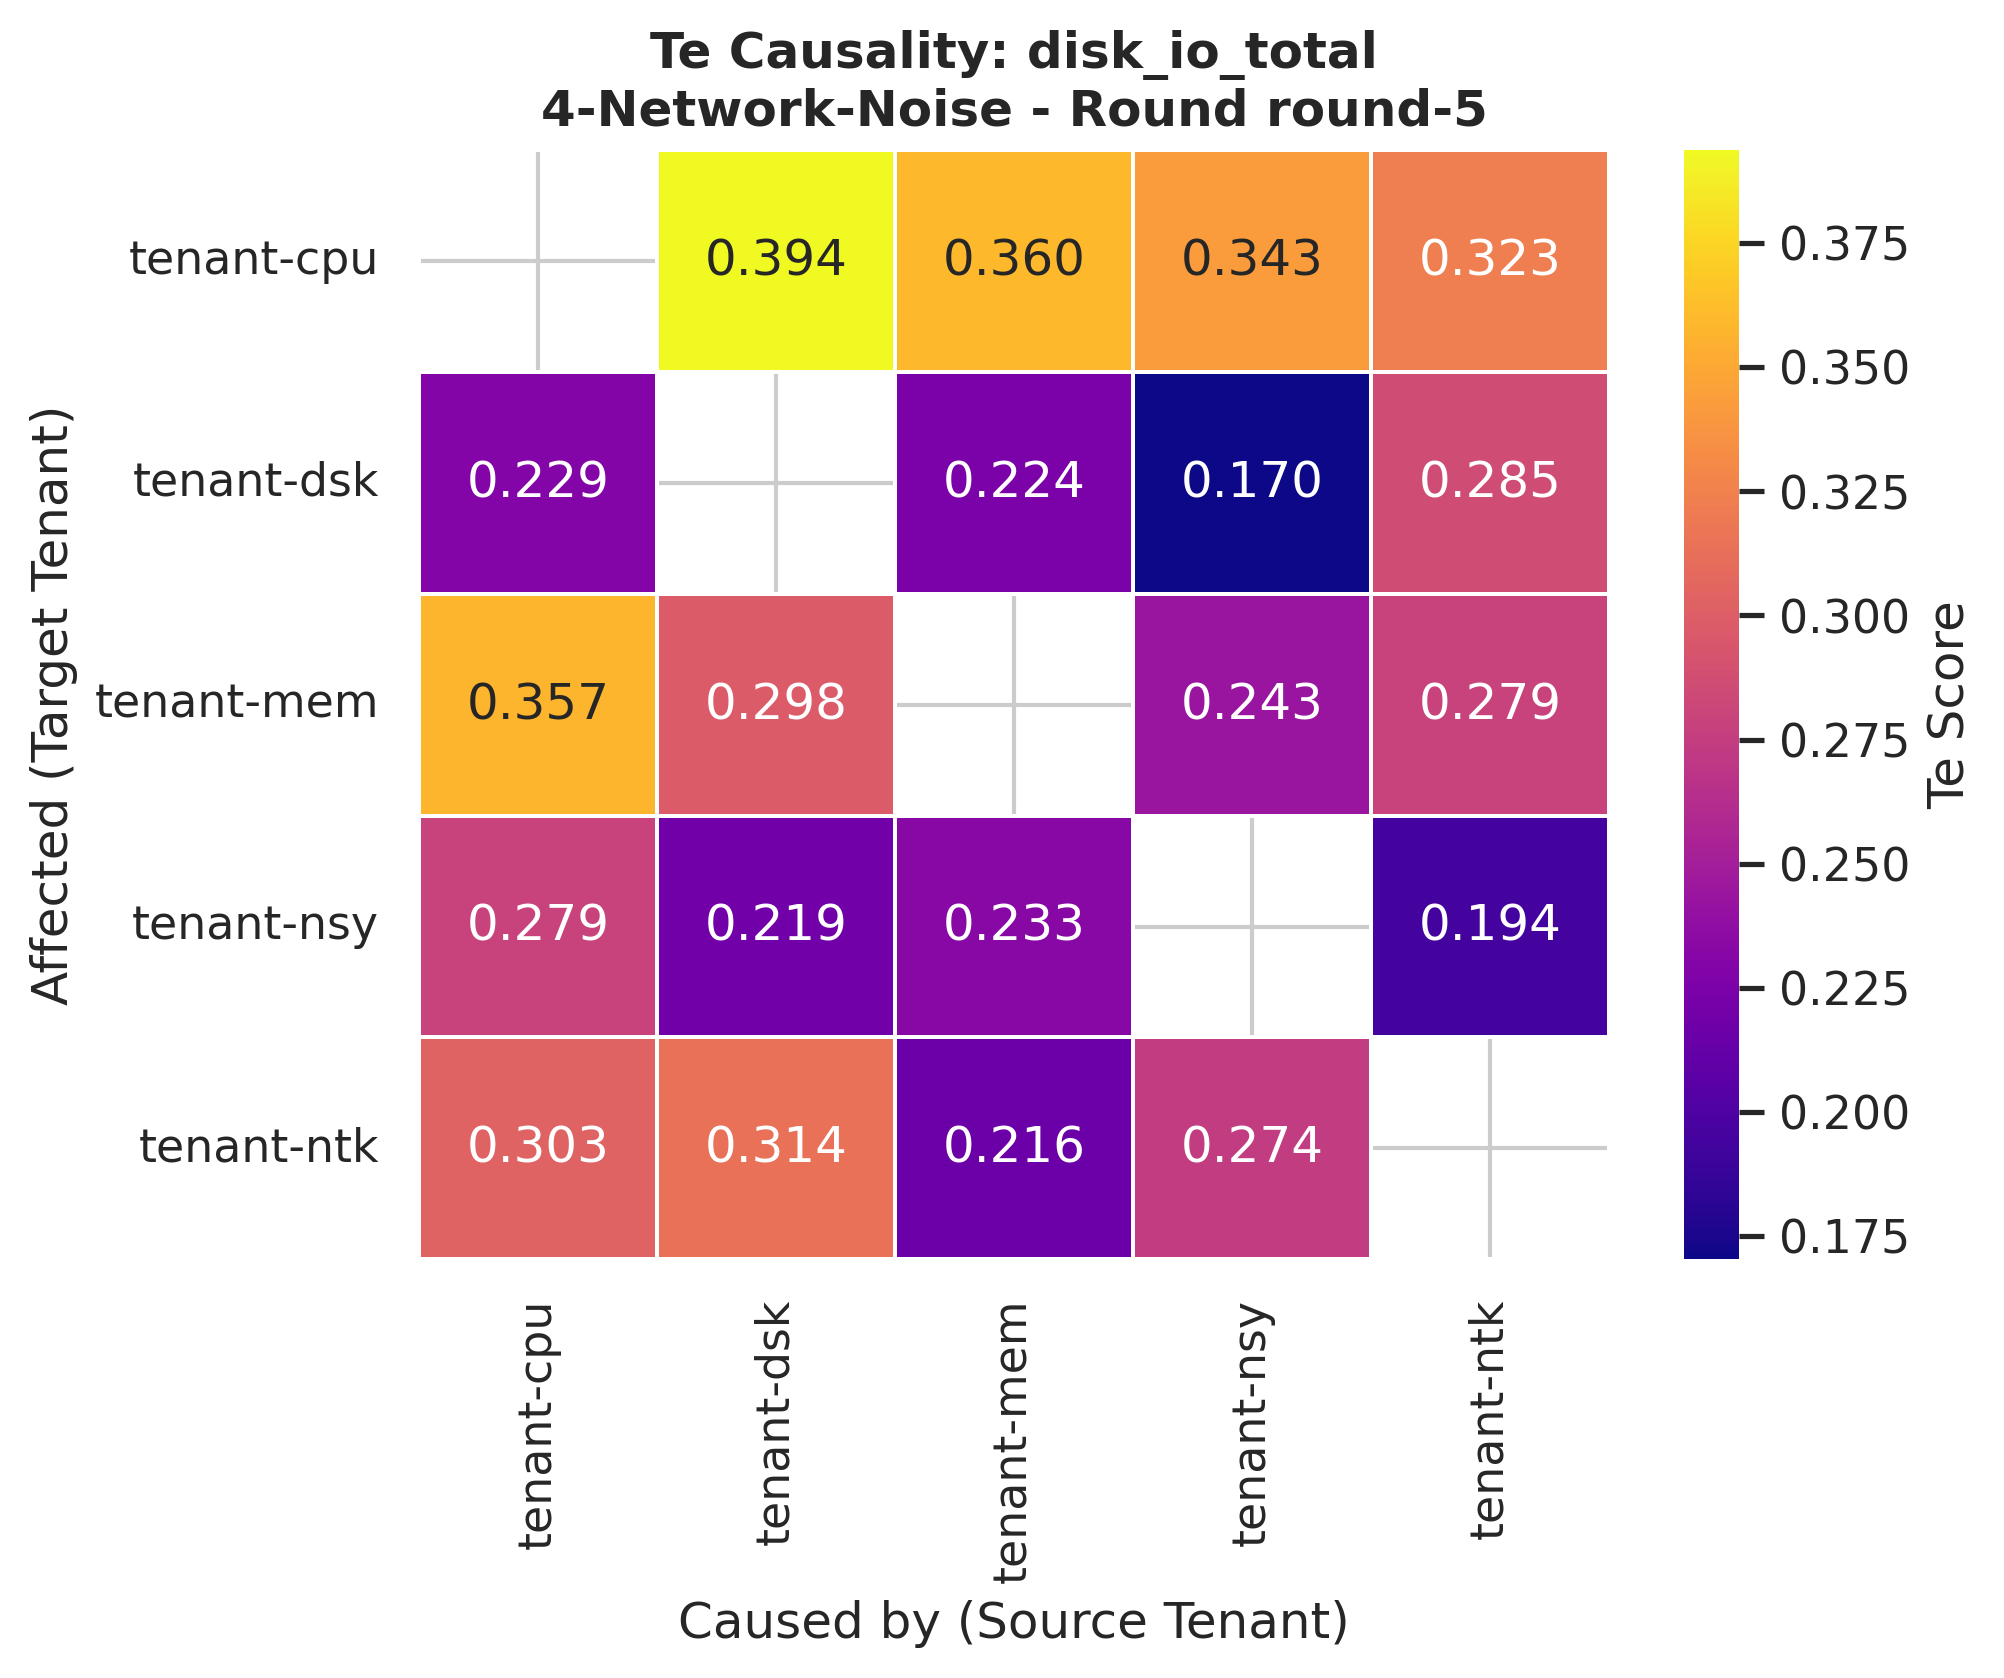 Te Causality: disk_io_total
4-Network-Noise - Round round-5
tenant-cpu
0.394
0.360
0.343
0.323
tenant-dsk
0.229
0.224
0.170
0.285
tenant-mem
0.357
0.298
0.243
0.279
tenant-nsy
0.279
0.219
0.233
0.194
tenant-ntk
0.303
0.314
0.216
0.274
Affected (Target Tenant)
tenant-cpu
tenant-dsk
tenant-mem
tenant-nsy
tenant-ntk
Caused by (Source Tenant)
0.375
0.350
0.325
0.300
0.275
0.250
0.225
0.200
0.175
Te Score